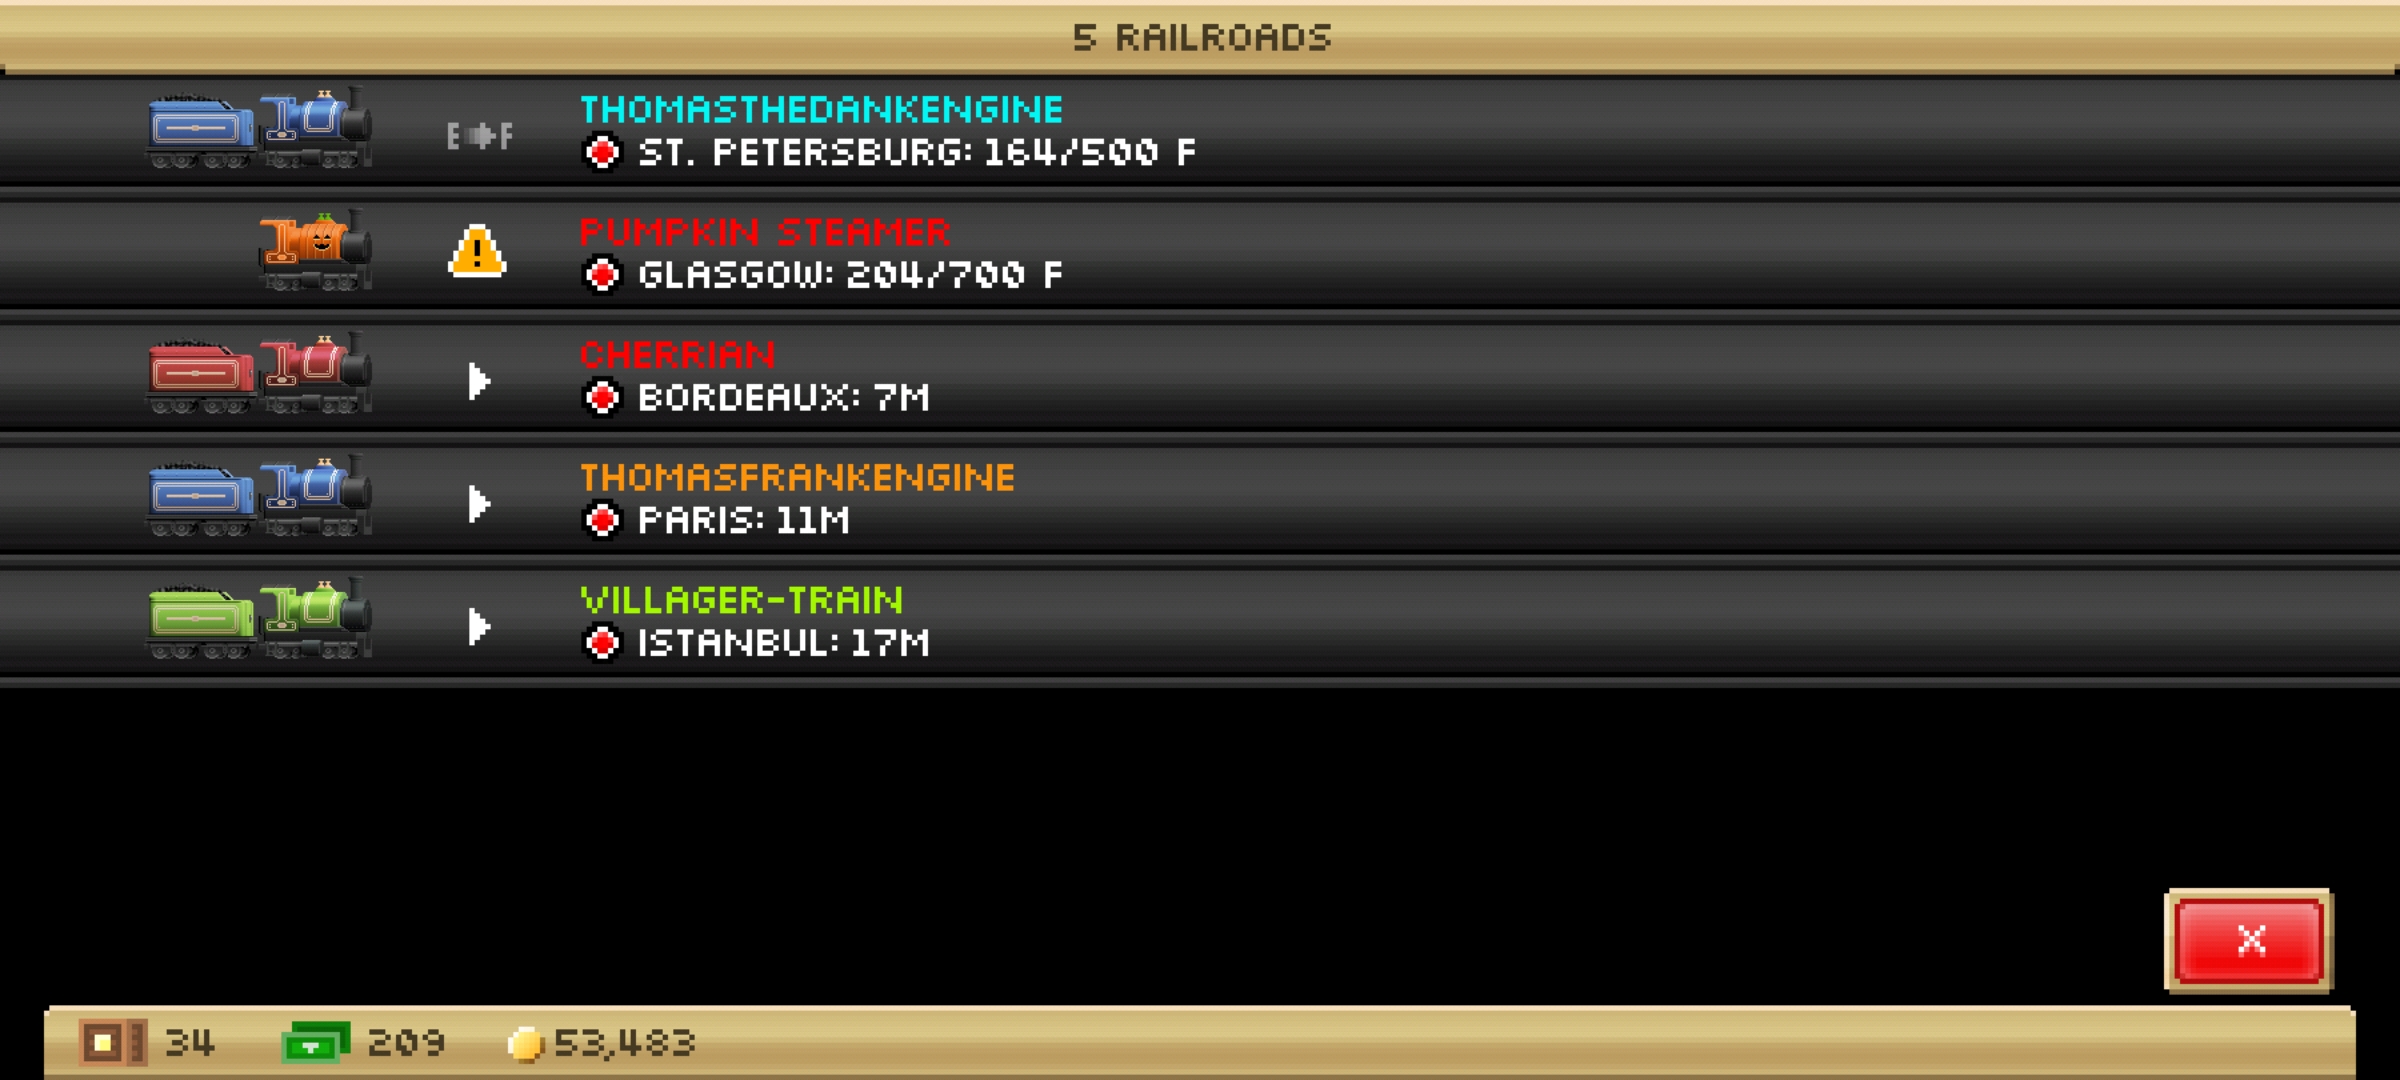 5 RAILROADS
E F
THOMASTHEDANKENGINE
ST. PETERSBURG: 164/500 F
!
PUMPKIN STEAMER
GLASGOW: 204/700 F
CHERRIAN
BORDEAUX: 7M
THOMASFRANKENGINE
PARIS: 11M
VILLAGER-TRAIN
ISTANBUL: 17M
X
34 209 53,483